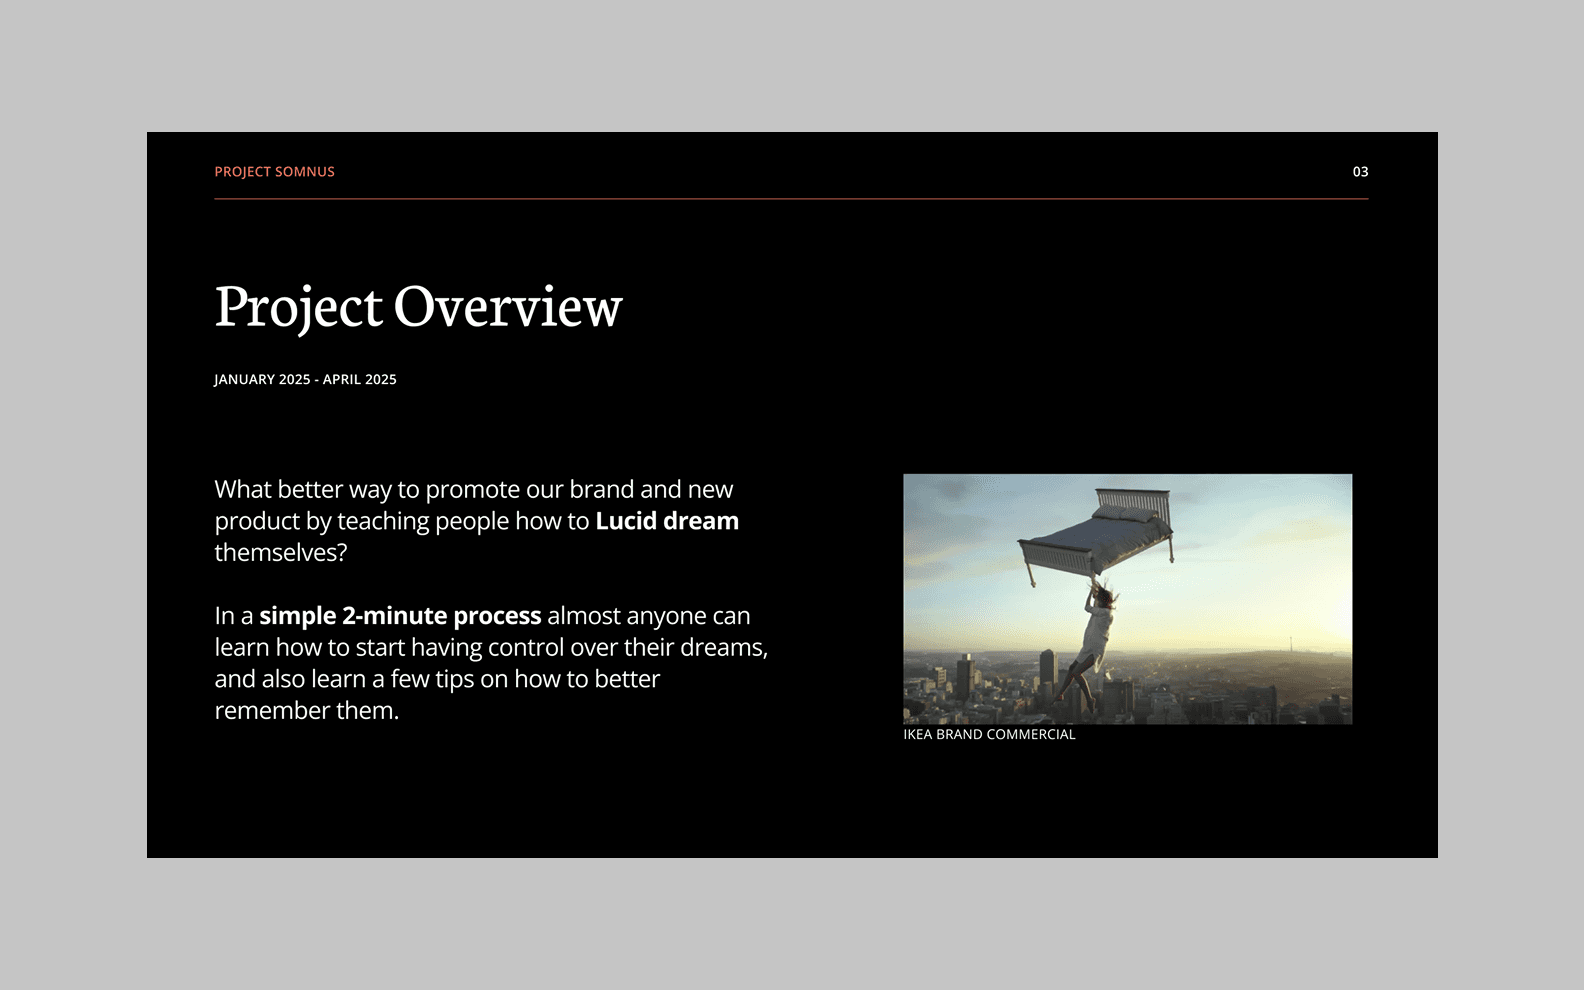 PROJECT SOMNUS
03
Project Overview
JANUARY 2025 - APRIL 2025
What better way to promote our brand and new
product by teaching people how to Lucid dream
themselves?
In a simple 2-minute process almost anyone can
learn how to start having control over their dreams,
and also learn a few tips on how to better
remember them.
IKEA BRAND COMMERCIAL